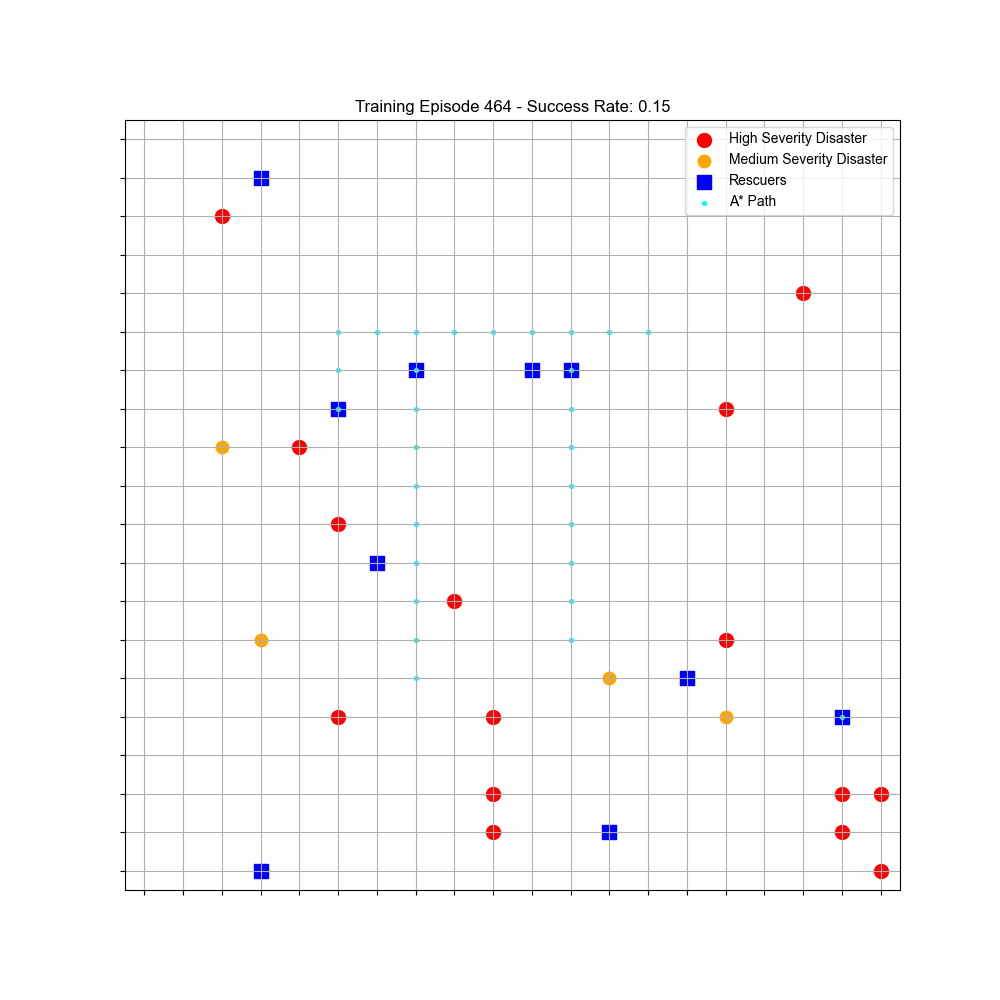 Training Episode 464 - Success Rate: 0.15
High Severity Disaster
Medium Severity Disaster
Rescuers
A* Path